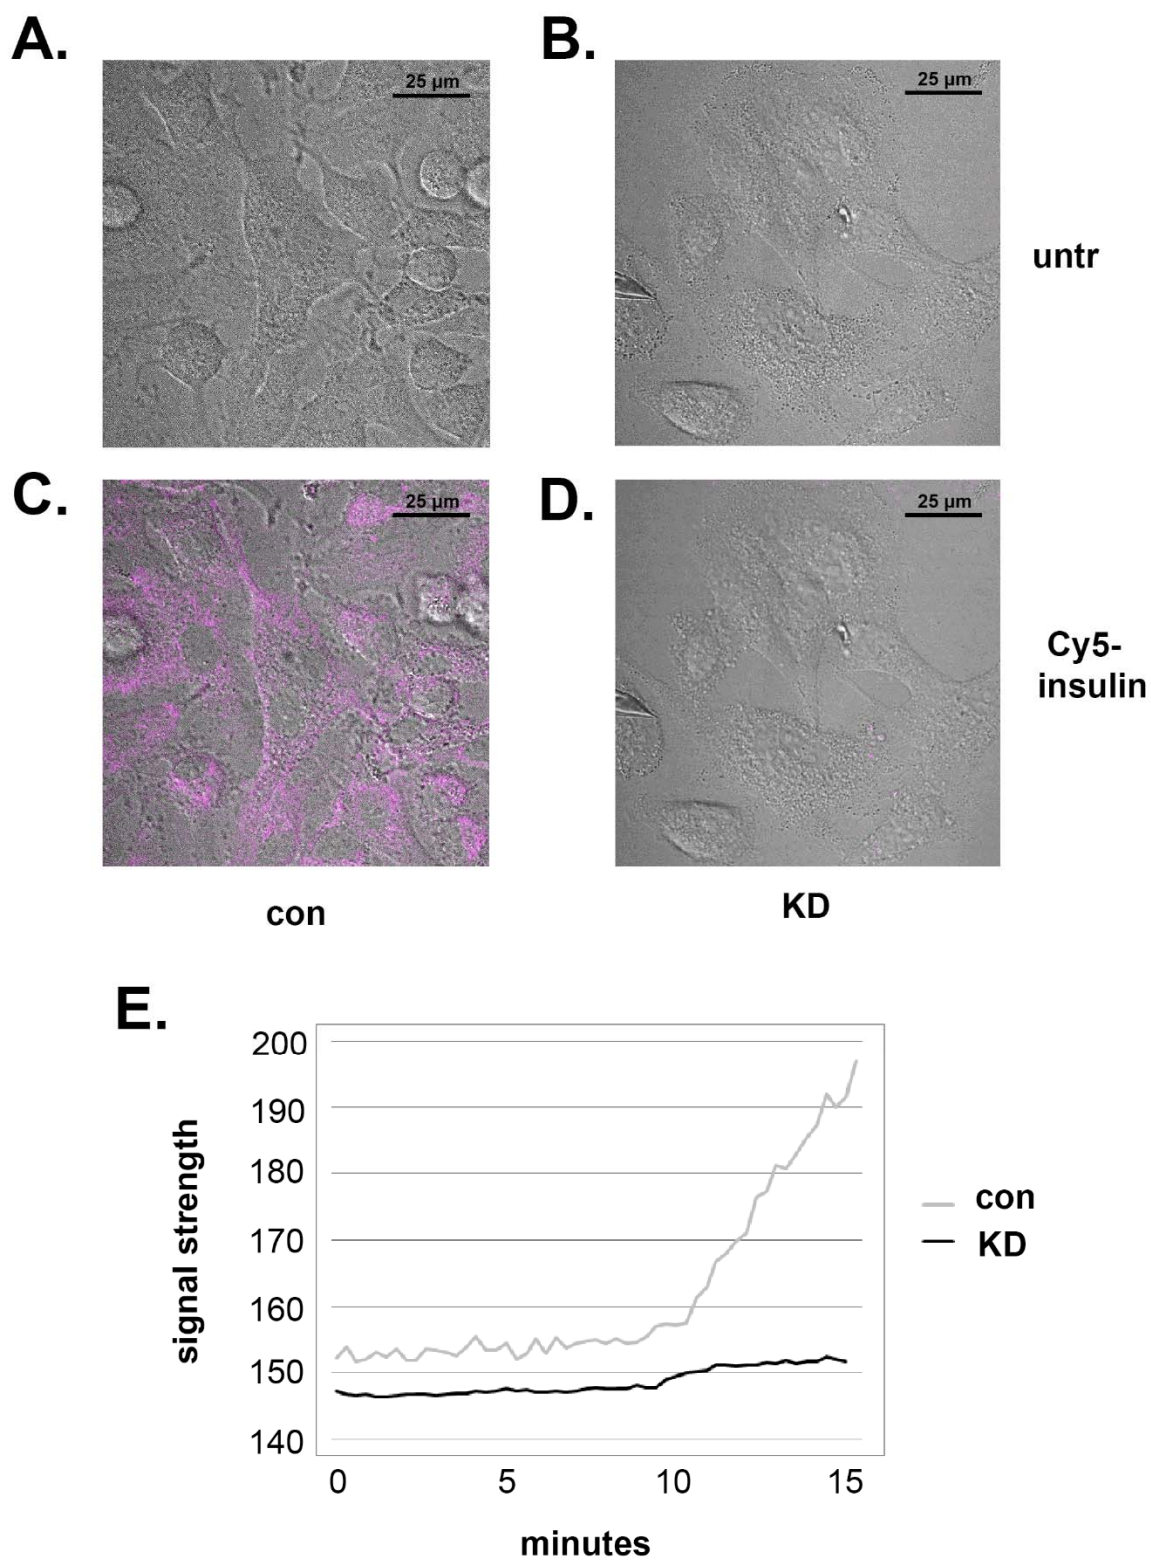 A.
B.
25 µm
25 µm
untr
C.
D.
25 µm
25 µm
Cy5-
insulin
con
KD
E.
200
190
180
170
160
150
140
signal strength
con
KD
0 5 10 15
minutes